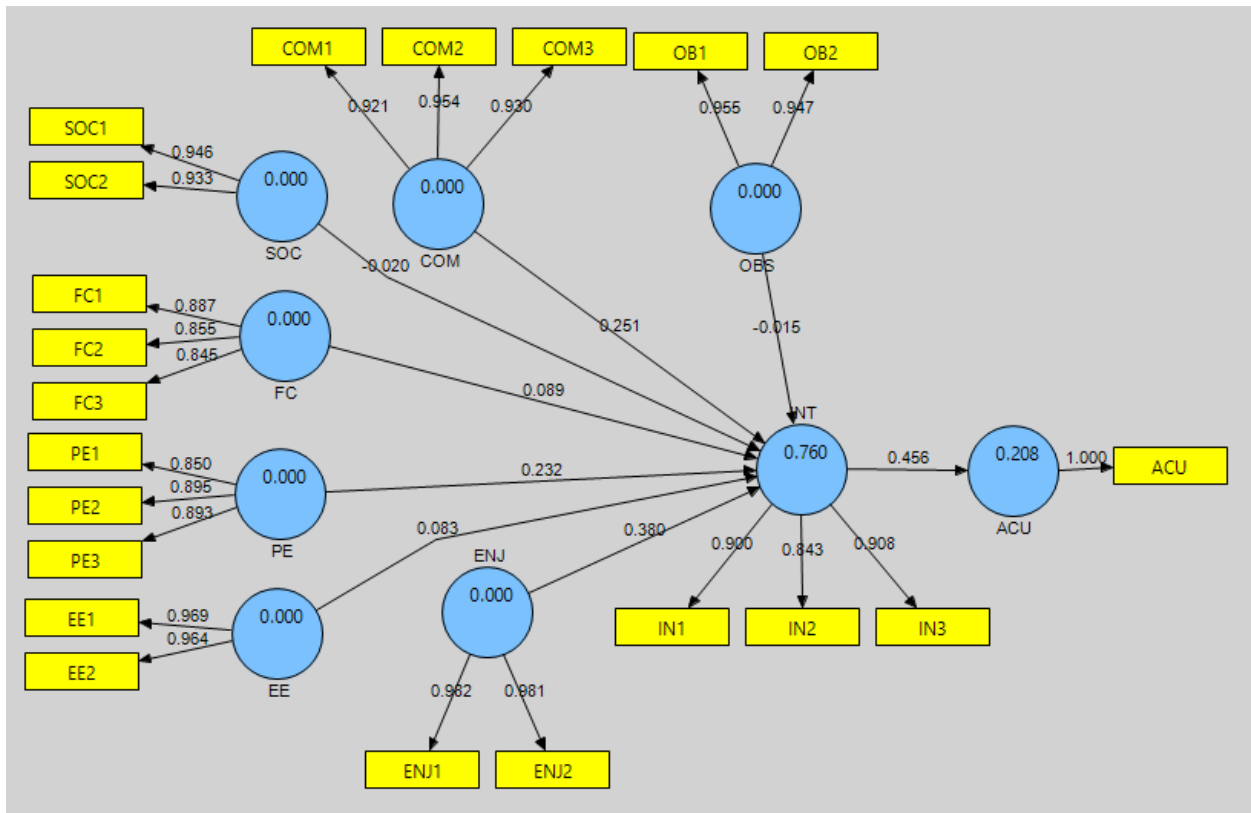 COM1
COM2
COM3
OB1
OB2
0.921
0.954
0.930
0.955
0.947
SOC1
SOC2
0.946
0.933
0.000
SOC
0.000
COM
0.000
OBS
-0.020
0.251
-0.015
FC1
FC2
FC3
0.887
0.855
0.845
0.000
FC
0.089
PE1
PE2
PE3
0.850
0.895
0.893
0.000
PE
0.232
INT
0.760
0.456
0.208
ACU
1.000
ACU
0.083
0.380
EE1
EE2
0.969
0.964
0.000
EE
ENJ
0.000
0.900
0.843
0.908
IN1
IN2
IN3
0.982
0.981
ENJ1
ENJ2